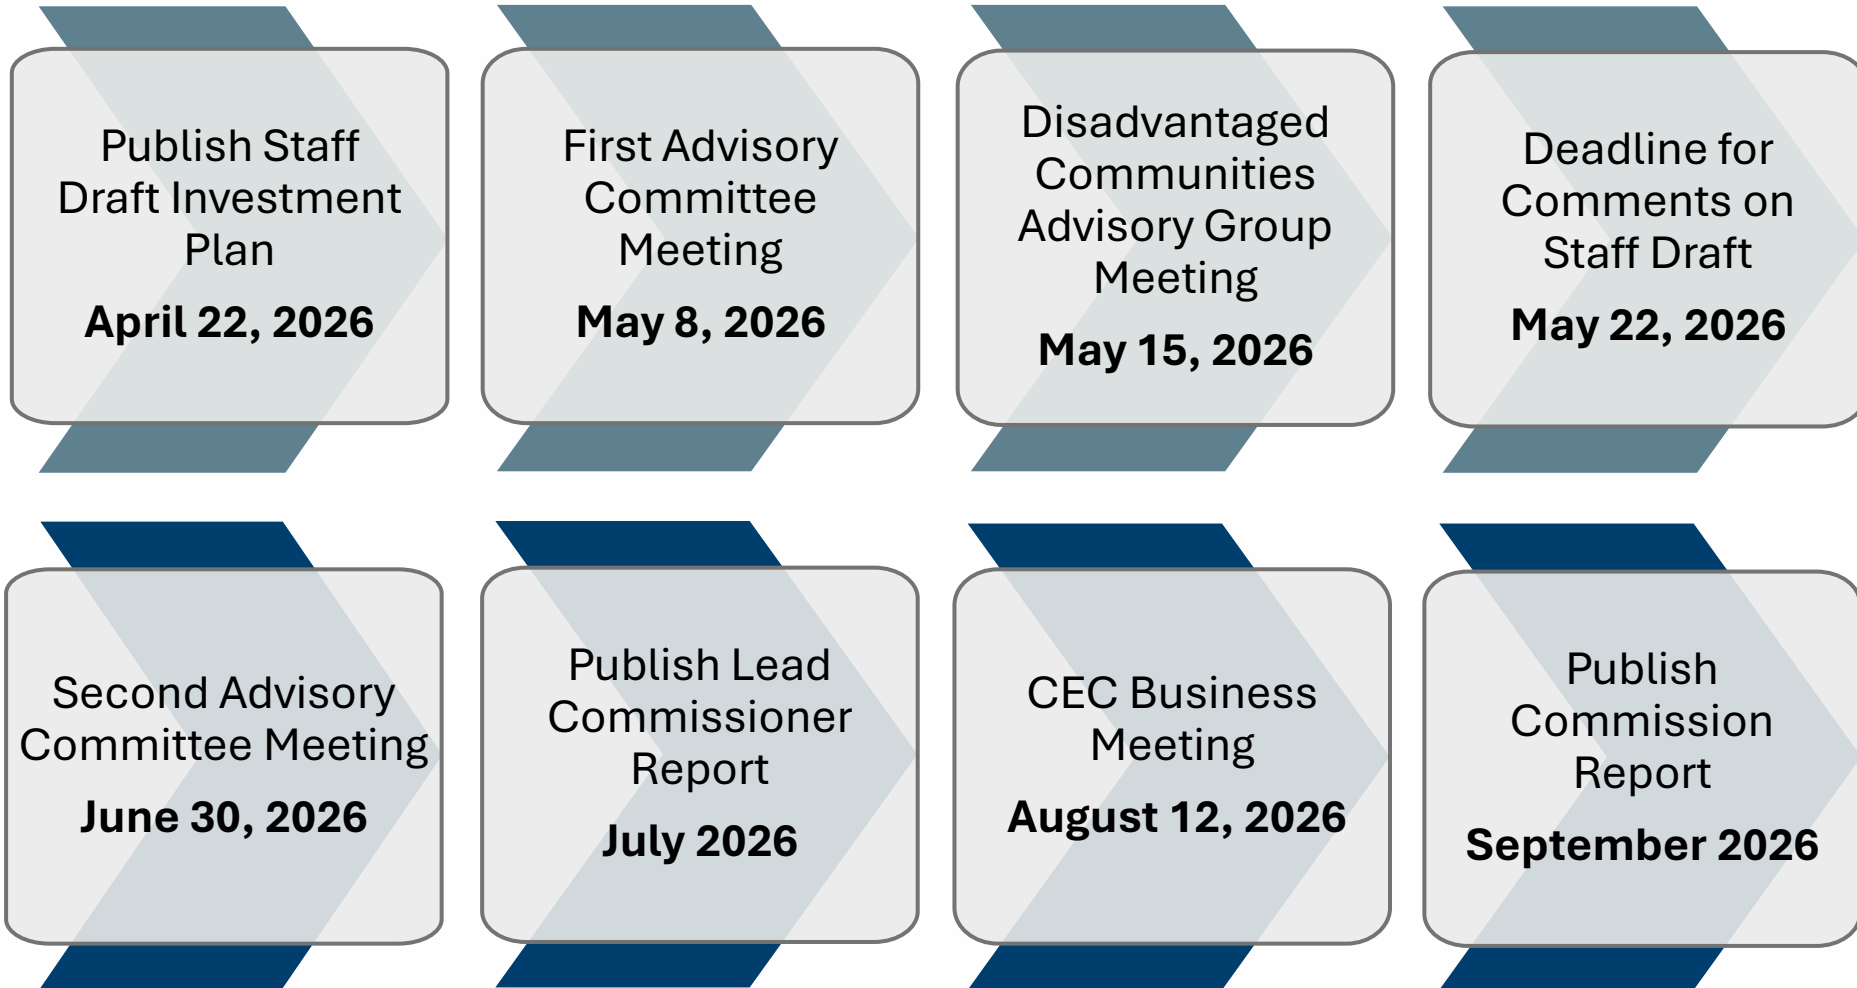 Publish Staff
Draft Investment
Plan
April 22, 2026
First Advisory
Committee
Meeting
May 8, 2026
Disadvantaged
Communities
Advisory Group
Meeting
May 15, 2026
Deadline for
Comments on
Staff Draft
May 22, 2026
Second Advisory
Committee Meeting
June 30, 2026
Publish Lead
Commissioner
Report
July 2026
CEC Business
Meeting
August 12, 2026
Publish
Commission
Report
September 2026